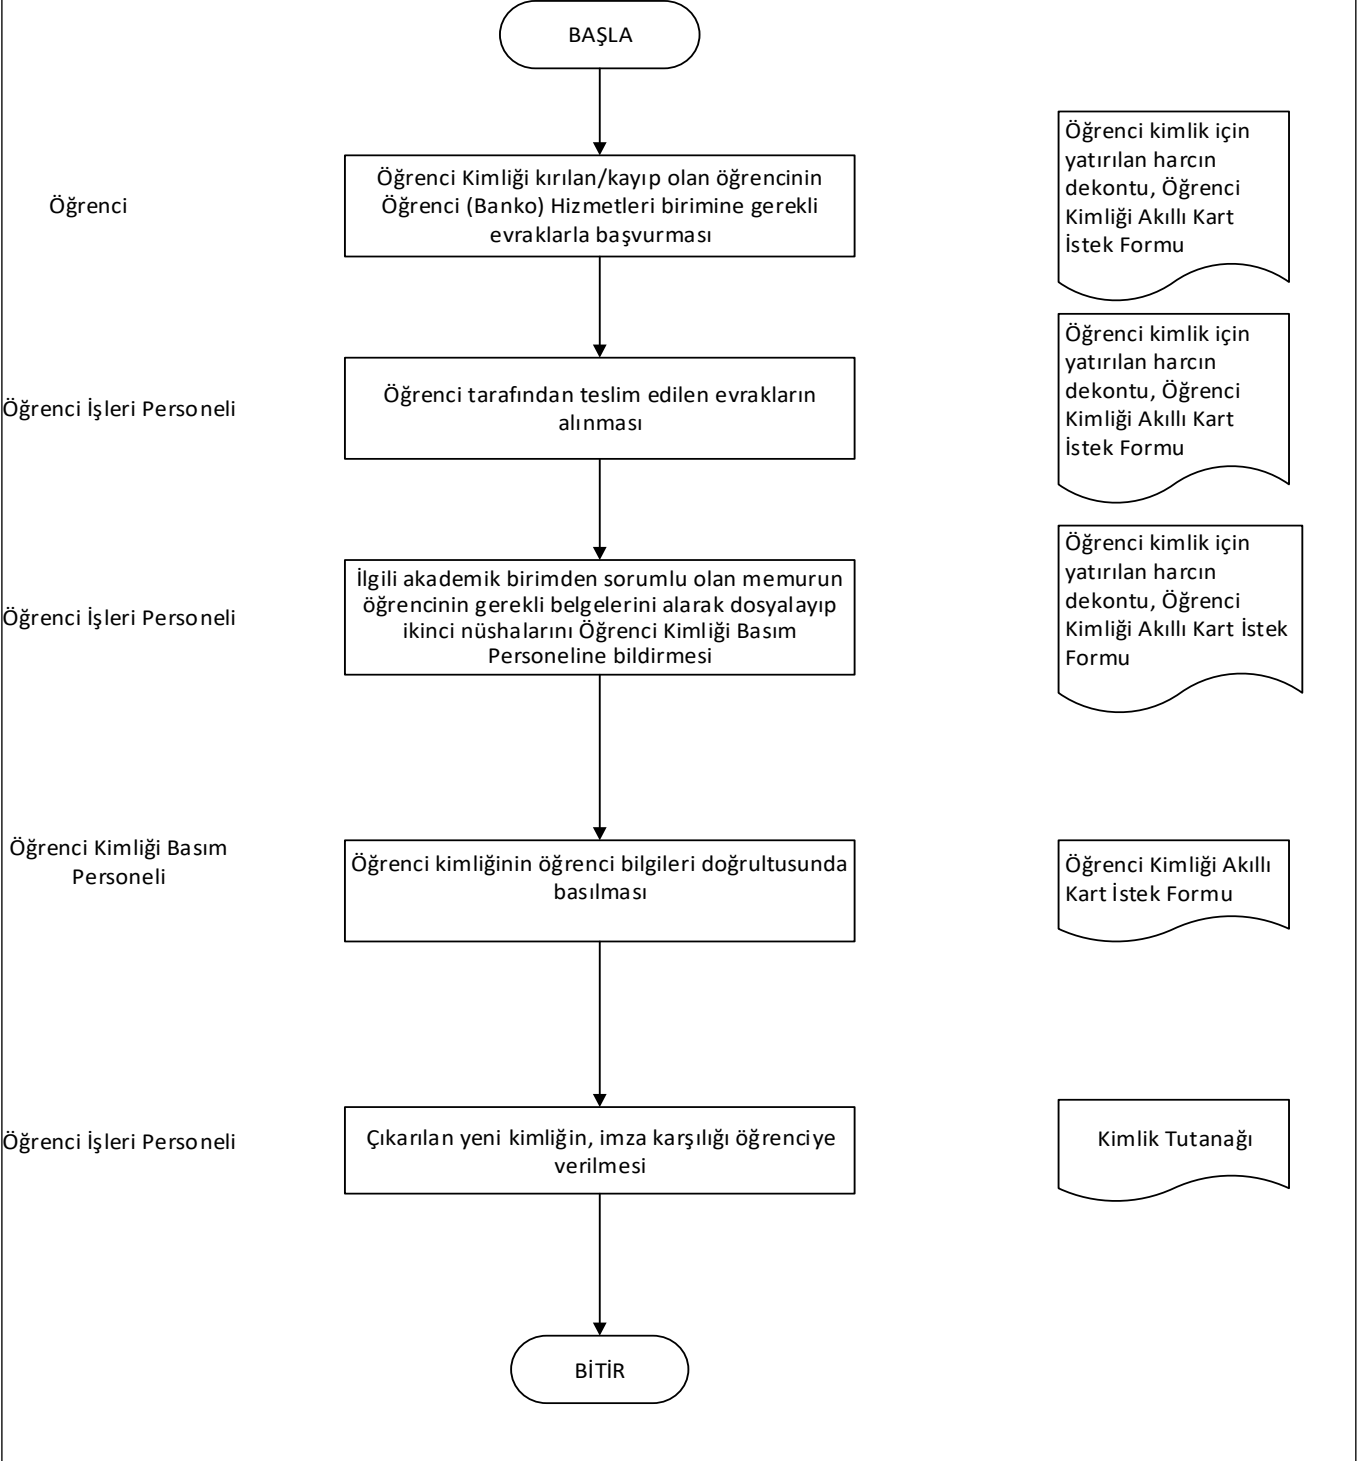 BAŞLA
Öğrenci
Öğrenci Kimliği kırılan/kayıp olan öğrencinin
Öğrenci (Banko) Hizmetleri birimine gerekli
evraklarla başvurması
Öğrenci kimlik için
yatırılan harcın
dekontu, Öğrenci
Kimliği Akıllı Kart
İstek Formu
Öğrenci İşleri Personeli
Öğrenci tarafından teslim edilen evrakların
alınması
Öğrenci kimlik için
yatırılan harcın
dekontu, Öğrenci
Kimliği Akıllı Kart
İstek Formu
Öğrenci İşleri Personeli
İlgili akademik birimden sorumlu olan memurun
öğrencinin gerekli belgelerini alarak dosyalayıp
ikinci nüshalarını Öğrenci Kimliği Basım
Personeline bildirmesi
Öğrenci kimlik için
yatırılan harcın
dekontu, Öğrenci
Kimliği Akıllı Kart İstek
Formu
Öğrenci Kimliği Basım
Personeli
Öğrenci kimliğinin öğrenci bilgileri doğrultusunda
basılması
Öğrenci Kimliği Akıllı
Kart İstek Formu
Öğrenci İşleri Personeli
Çıkarılan yeni kimliğin, imza karşılığı öğrenciye
verilmesi
Kimlik Tutanağı
BİTİR